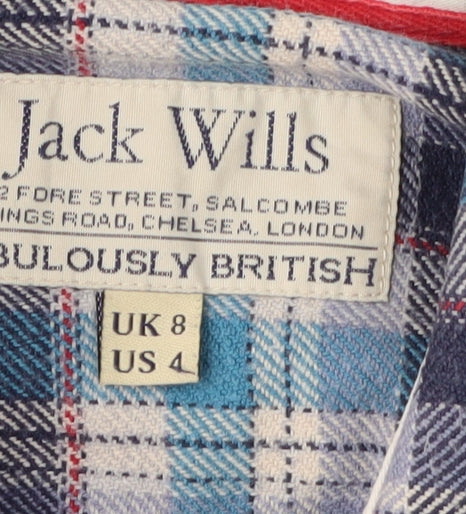 Jack Wills
2 FORE STREET, SALCOMBE
INGS ROAD, CHELSEA, LONDON
BULOUSLY BRITISH
UK 8
US 4